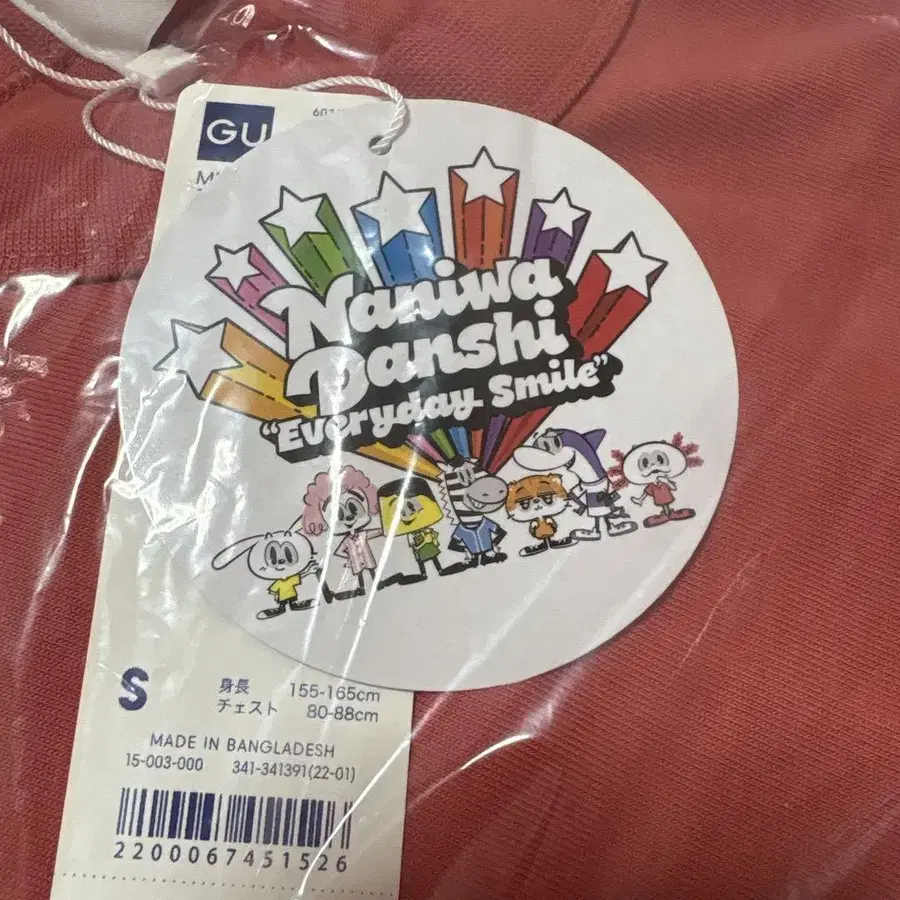 GU
Naniwa
Danshi
"Everyday Smile"
S
身長 155-165cm
チェスト 80-88cm
MADE IN BANGLADESH
15-003-000 341-341391(22-01)
2200067451526